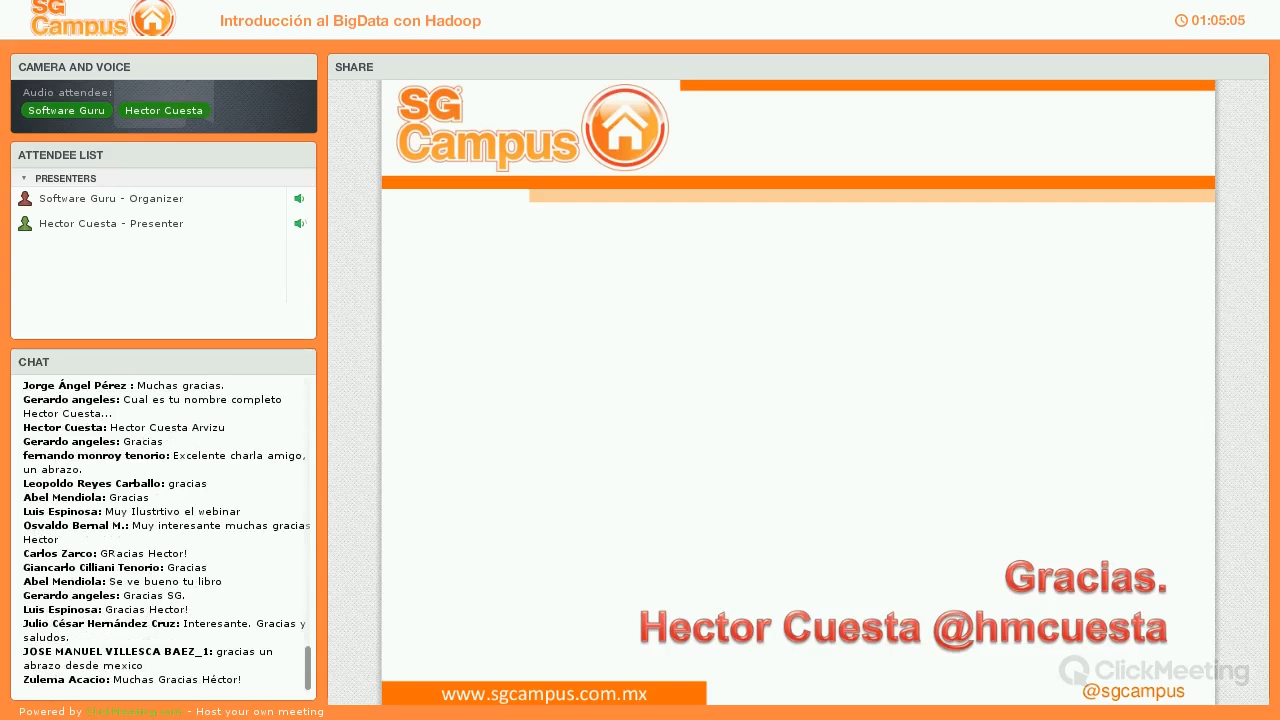 SG
Campus
Introducción al BigData con Hadoop
01:05:05
CAMERA AND VOICE
Audio attendee:
Software Guru
Hector Cuesta
ATTENDEE LIST
PRESENTERS
Software Guru - Organizer
Hector Cuesta - Presenter
CHAT
Jorge Ángel Pérez : Muchas gracias.
Gerardo angeles: Cual es tu nombre completo
Hector Cuesta...
Hector Cuesta: Hector Cuesta Arvizu
Gerardo angeles: Gracias
fernando monroy tenorio: Excelente charla amigo,
un abrazo.
Leopoldo Reyes Carballo: gracias
Abel Mendiola: Gracias
Luis Espinosa: Muy Ilustrtivo el webinar
Osvaldo Bernal M.: Muy interesante muchas gracias
Hector
Carlos Zarco: GRacias Hector!
Giancarlo Cilliani Tenorio: Gracias
Abel Mendiola: Se ve bueno tu libro
Gerardo angeles: Gracias SG.
Luis Espinosa: Gracias Hector!
Julio César Hernández Cruz: Interesante. Gracias y
saludos.
JOSE MANUEL VILLESCA BAEZ_1: gracias un
abrazo desde mexico
Zulema Acacio: Muchas Gracias Héctor!
Powered by ClickMeeting.com - Host your own meeting
SHARE
SG
Campus
Gracias.
Hector Cuesta @hmcuesta
ClickMeeting
@sgcampus
www.sgcampus.com.mx